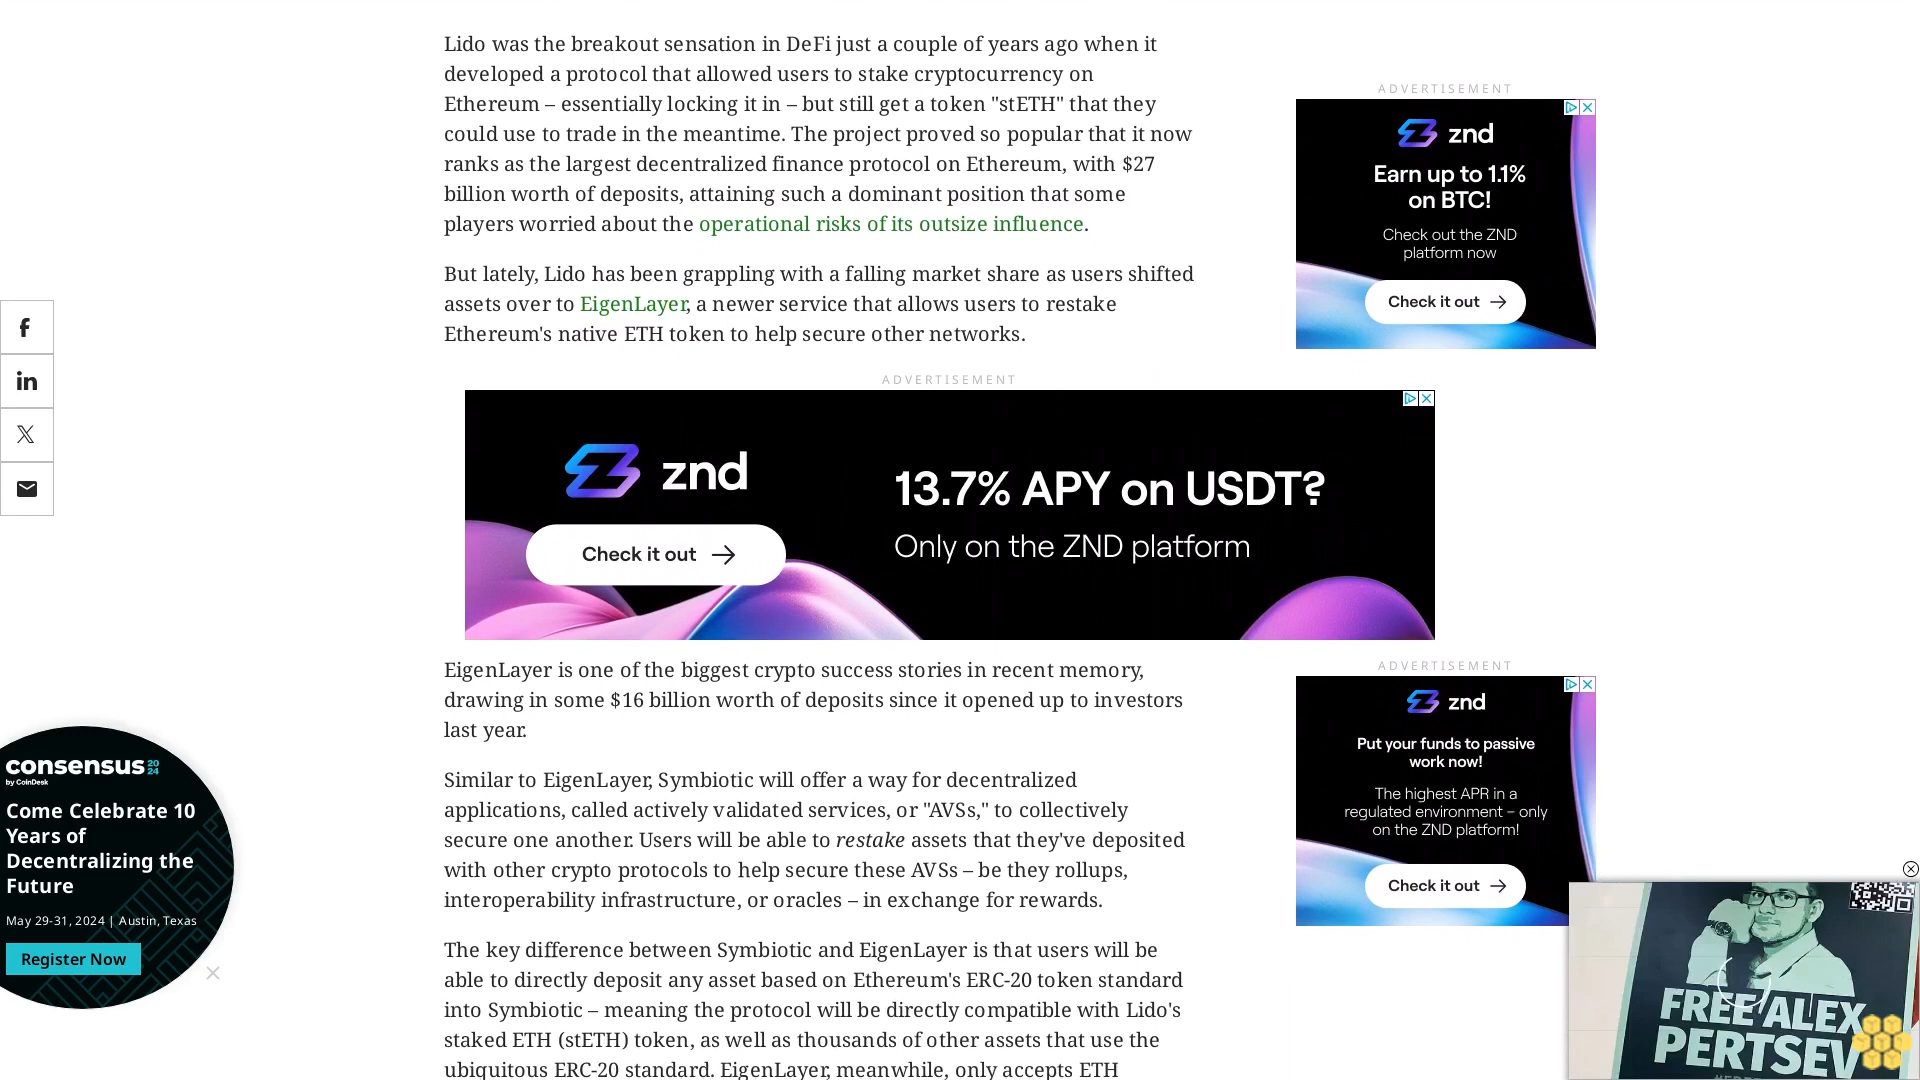 Lido was the breakout sensation in DeFi just a couple of years ago when it
developed a protocol that allowed users to stake cryptocurrency on
Ethereum – essentially locking it in – but still get a token "stETH" that they
could use to trade in the meantime. The project proved so popular that it now
ranks as the largest decentralized finance protocol on Ethereum, with $27
billion worth of deposits, attaining such a dominant position that some
players worried about the operational risks of its outsize influence.
But lately, Lido has been grappling with a falling market share as users shifted
assets over to EigenLayer, a newer service that allows users to restake
Ethereum's native ETH token to help secure other networks.
ADVERTISEMENT
znd
Earn up to 1.1%
on BTC!
Check out the ZND
platform now
Check it out
ADVERTISEMENT
znd
Check it out
13.7% APY on USDT?
Only on the ZND platform
EigenLayer is one of the biggest crypto success stories in recent memory,
drawing in some $16 billion worth of deposits since it opened up to investors
last year.
Similar to EigenLayer, Symbiotic will offer a way for decentralized
applications, called actively validated services, or "AVSs," to collectively
secure one another. Users will be able to restake assets that they've deposited
with other crypto protocols to help secure these AVSs – be they rollups,
interoperability infrastructure, or oracles – in exchange for rewards.
The key difference between Symbiotic and EigenLayer is that users will be
able to directly deposit any asset based on Ethereum's ERC-20 token standard
into Symbiotic – meaning the protocol will be directly compatible with Lido's
staked ETH (stETH) token, as well as thousands of other assets that use the
ubiquitous ERC-20 standard. EigenLayer, meanwhile, only accepts ETH
ADVERTISEMENT
znd
Put your funds to passive
work now!
The highest APR in a
regulated environment – only
on the ZND platform!
Check it out
consensus 2024
by CoinDesk
Come Celebrate 10
Years of
Decentralizing the
Future
May 29-31, 2024 | Austin, Texas
Register Now
FREE ALEX
PERTSEV